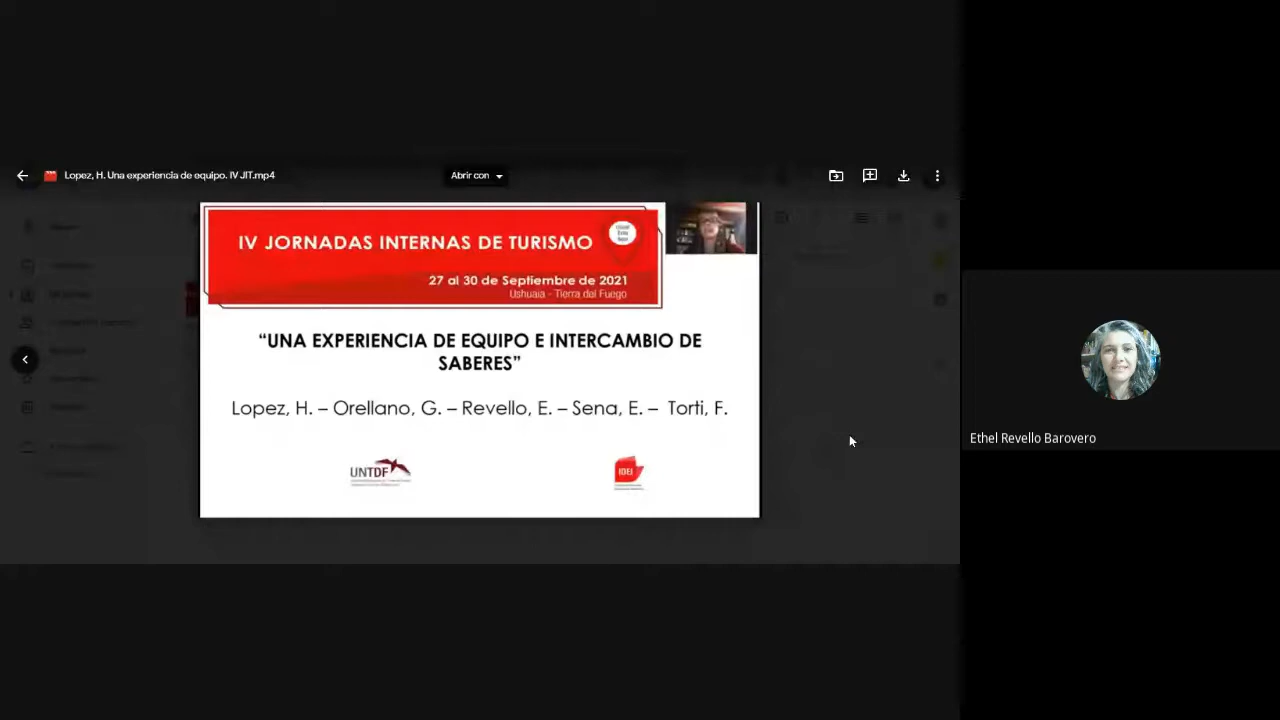 Lopez, H. Una experiencia de equipo. IV JIT.mp4
Abrir con
IV JORNADAS INTERNAS DE TURISMO
27 al 30 de Septiembre de 2021
Ushuaia - Tierra del Fuego
“UNA EXPERIENCIA DE EQUIPO E INTERCAMBIO DE
SABERES”
Lopez, H. – Orellano, G. – Revello, E. – Sena, E. – Torti, F.
UNTDF
IDEI
Ethel Revello Barovero